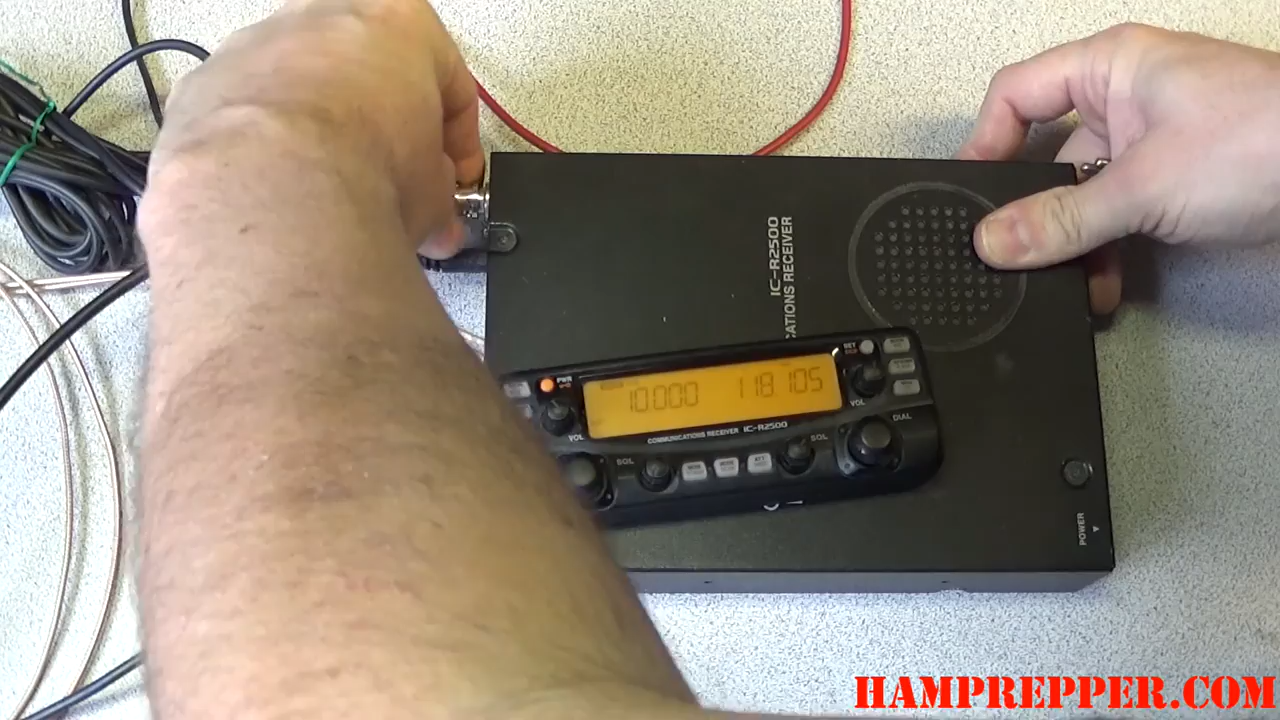 IC-R2500
CATIONS RECEIVER
SET
PWR
10.000 118.105
VOL
VOL
DIAL
COMMUNICATIONS RECEIVER IC-R2500
SQL
SQL
POWER
HAMPREPPER.COM